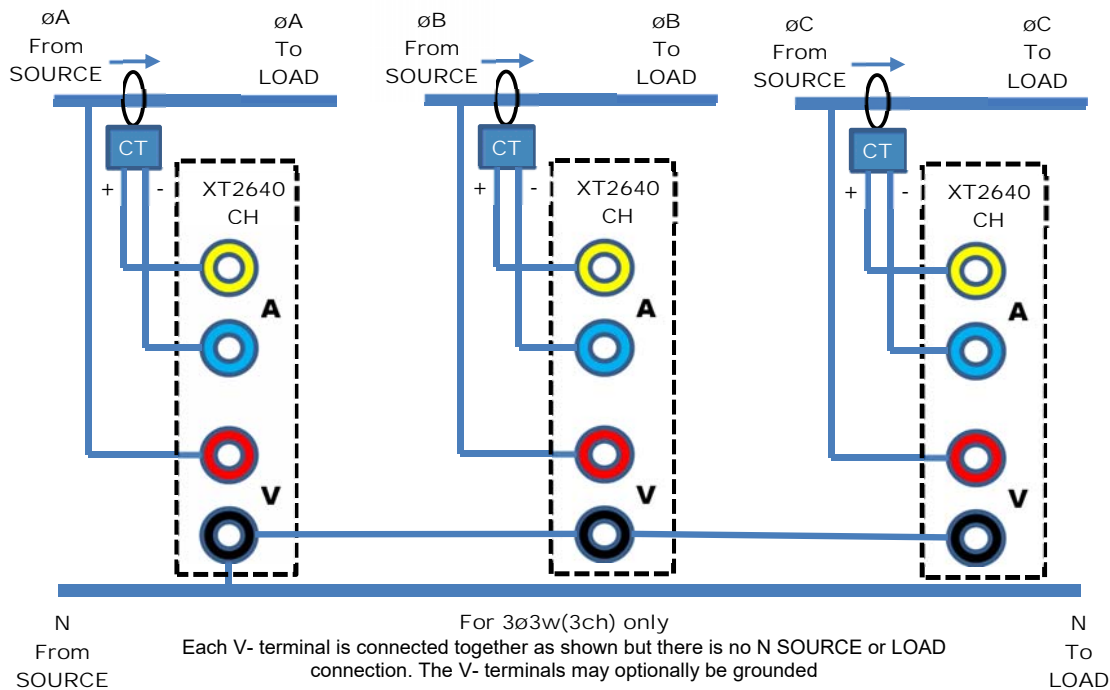 øA
From
SOURCE
øA
To
LOAD
øB
From
SOURCE
øB
To
LOAD
øC
From
SOURCE
øC
To
LOAD
CT
+ -
XT2640
CH
A
V
CT
+ -
XT2640
CH
A
V
CT
+ -
XT2640
CH
A
V
N
From
SOURCE
For 3ø3w(3ch) only
Each V- terminal is connected together as shown but there is no N SOURCE or LOAD
connection. The V- terminals may optionally be grounded
N
To
LOAD